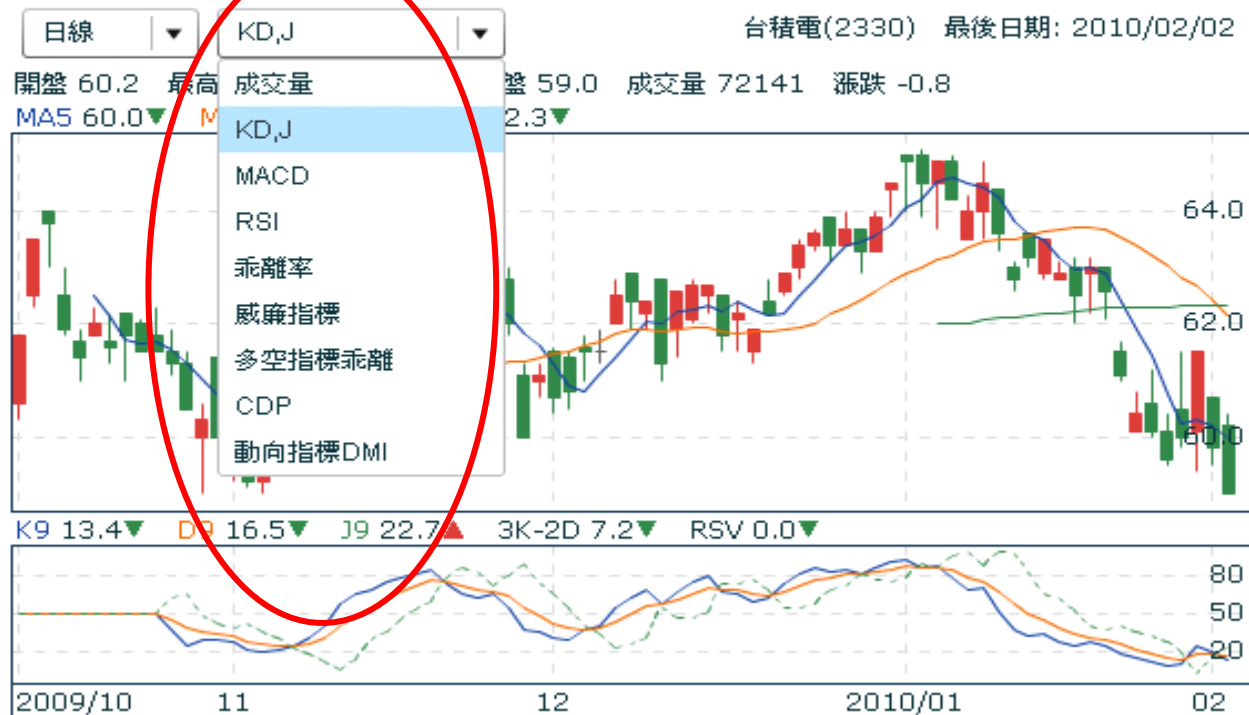 日線 KD,J 台積電(2330) 最後日期: 2010/02/02
開盤 60.2 最高 盤 59.0 成交量 72141 漲跌 -0.8
MA5 60.0▼ M 2.3▼
成交量
KD,J
MACD
RSI
乖離率
威廉指標
多空指標乖離
CDP
動向指標DMI
64.0
62.0
60.0
K9 13.4▼ D9 16.5▼ J9 22.7▲ 3K-2D 7.2▼ RSV 0.0▼
80
50
20
2009/10 11 12 2010/01 02